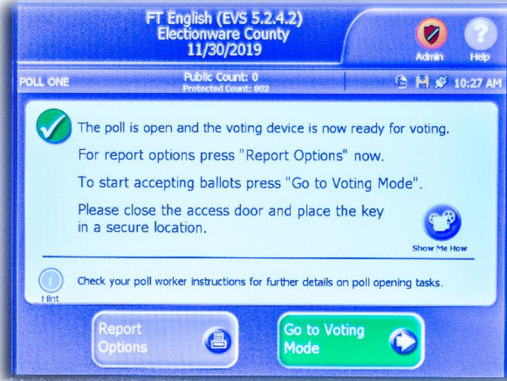 FT English (EVS 5.2.4.2)
Electionware County
11/30/2019
Admin
Help
POLL ONE
Public Count: 0
Protected Count: 802
10:27 AM
The poll is open and the voting device is now ready for voting.
For report options press "Report Options" now.
To start accepting ballots press "Go to Voting Mode".
Please close the access door and place the key
in a secure location.
Show Me How
Check your poll worker instructions for further details on poll opening tasks.
Hint
Report
Options
Go to Voting
Mode